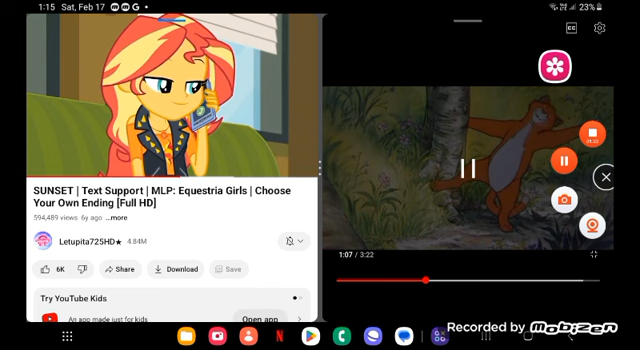 1:15 Sat, Feb 17
23%
CC
SUNSET | Text Support | MLP: Equestria Girls | Choose
Your Own Ending [Full HD]
594,489 views 6y ago ...more
Letupita725HD★ 4.84M
6K
Share
Download
Save
Try YouTube Kids
An app made just for kids
Open app
1:07 / 3:22
Recorded by mobizen